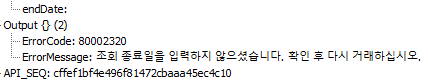 endDate:
Output {} (2)
ErrorCode: 80002320
ErrorMessage: 조회 종료일을 입력하지 않으셨습니다. 확인 후 다시 거래하십시오.
API_SEQ: cffef1bf4e496f81472cbaaa45ec4c10